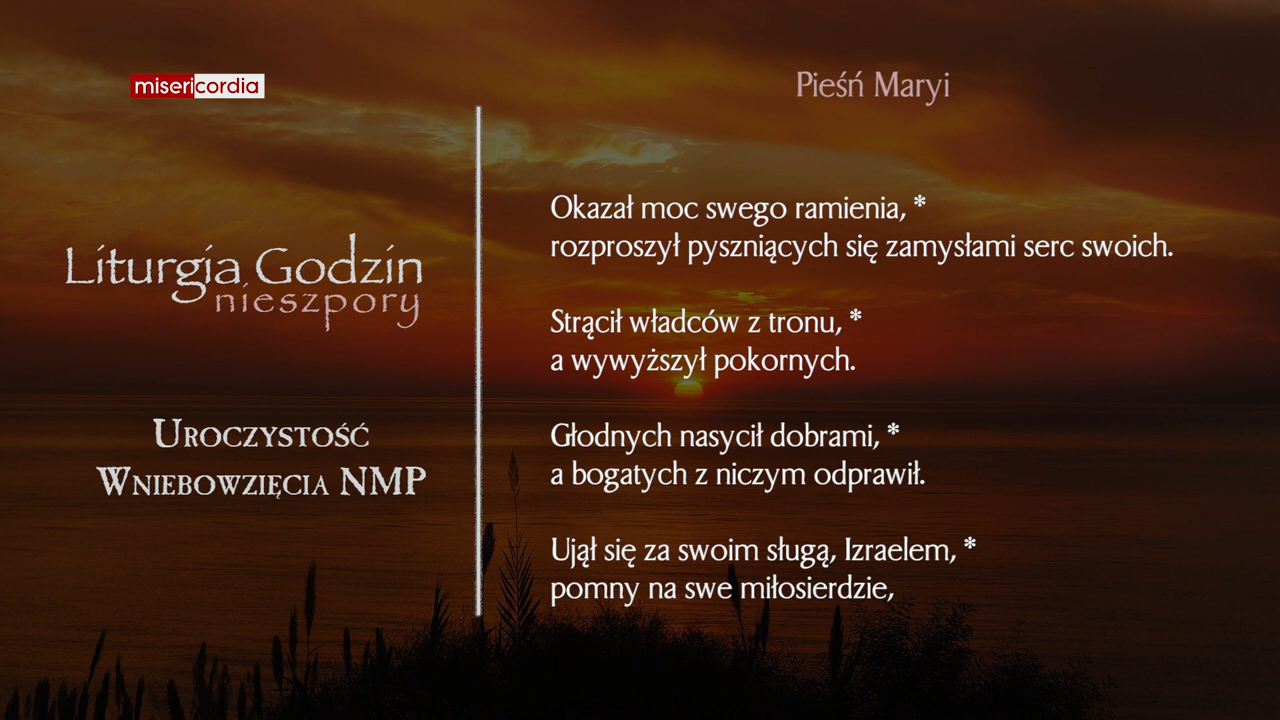 misericordia
Liturgia Godzin
nieszpory
Uroczystość
Wniebowzięcia NMP
Pieśń Maryi
Okazał moc swego ramienia, *
rozproszył pyszniących się zamysłami serc swoich.
Strącił władców z tronu, *
a wywyższył pokornych.
Głodnych nasycił dobrami, *
a bogatych z niczym odprawił.
Ujął się za swoim sługą, Izraelem, *
pomny na swe miłosierdzie,